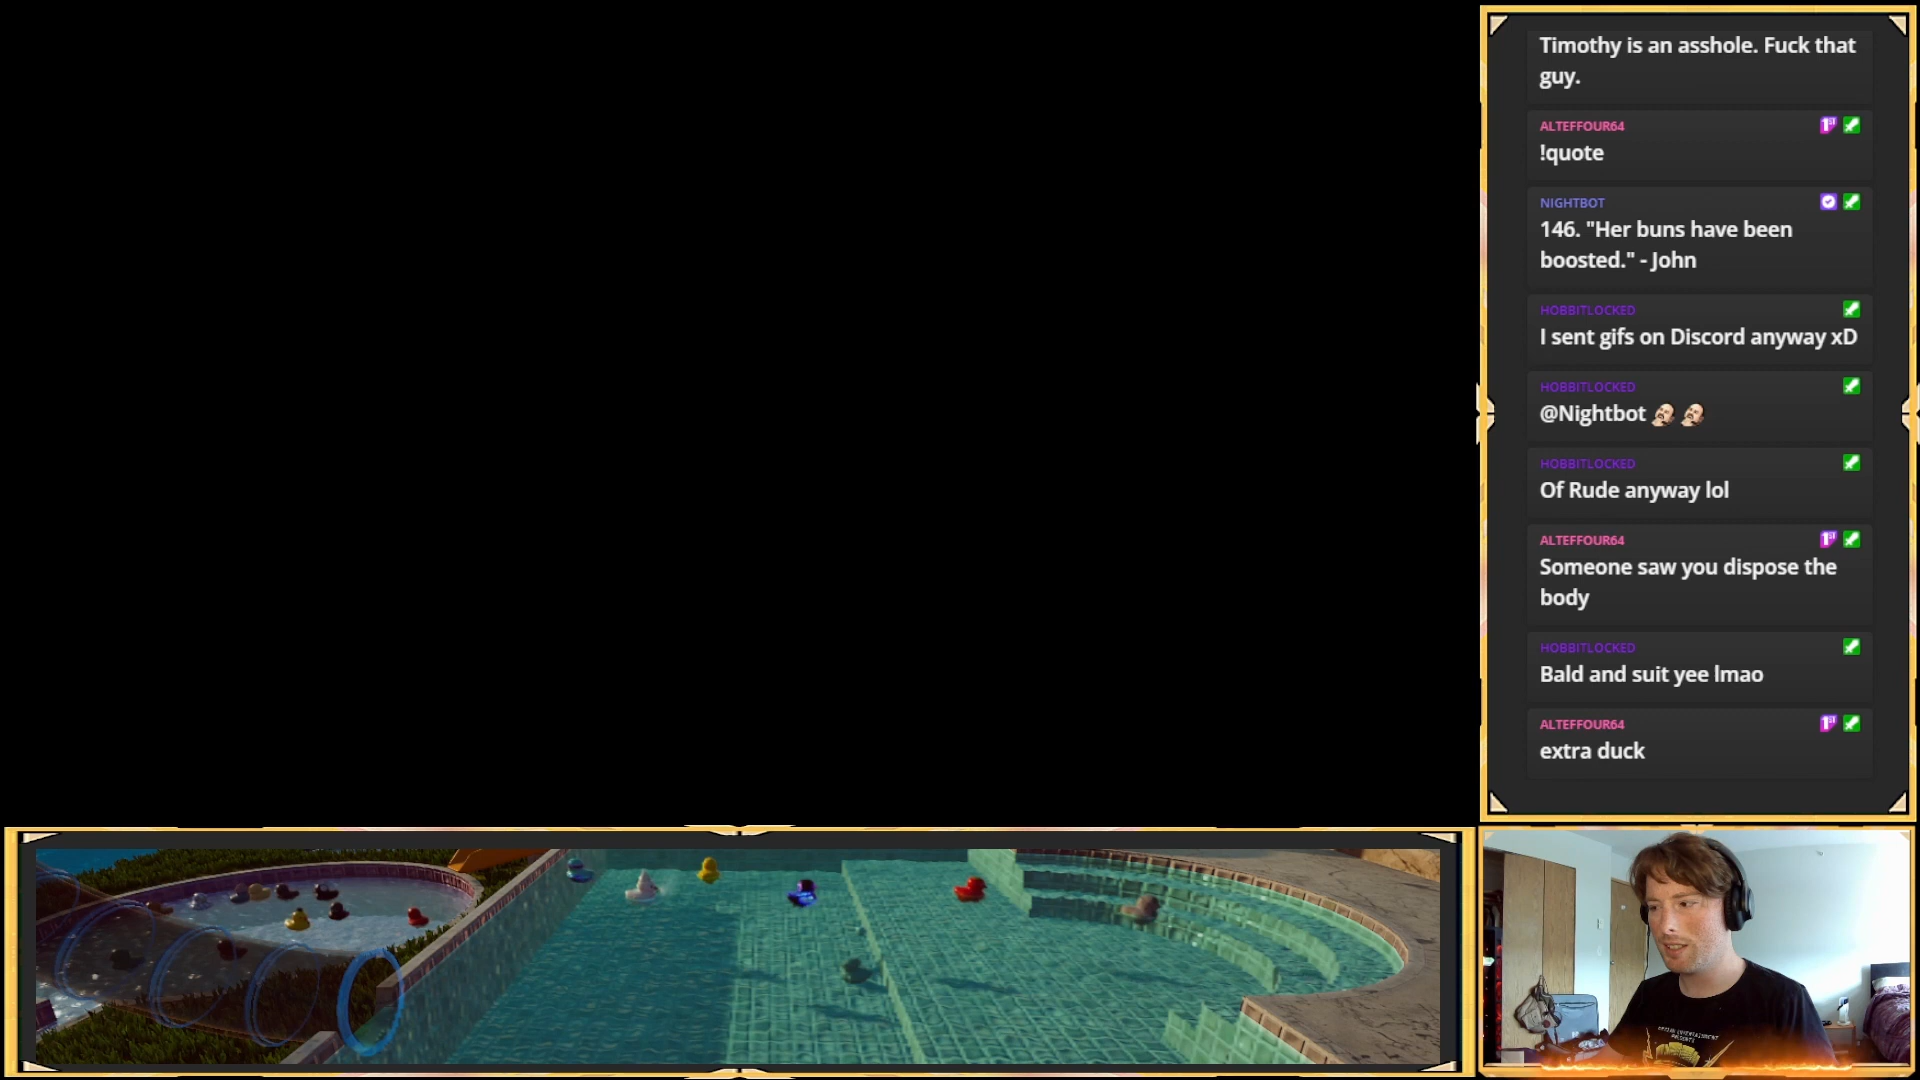 Timothy is an asshole. Fuck that
guy.
ALTEFFOUR64
!quote
NIGHTBOT
146. "Her buns have been
boosted." - John
HOBBITLOCKED
I sent gifs on Discord anyway xD
HOBBITLOCKED
@Nightbot
HOBBITLOCKED
Of Rude anyway lol
ALTEFFOUR64
Someone saw you dispose the
body
HOBBITLOCKED
Bald and suit yee lmao
ALTEFFOUR64
extra duck